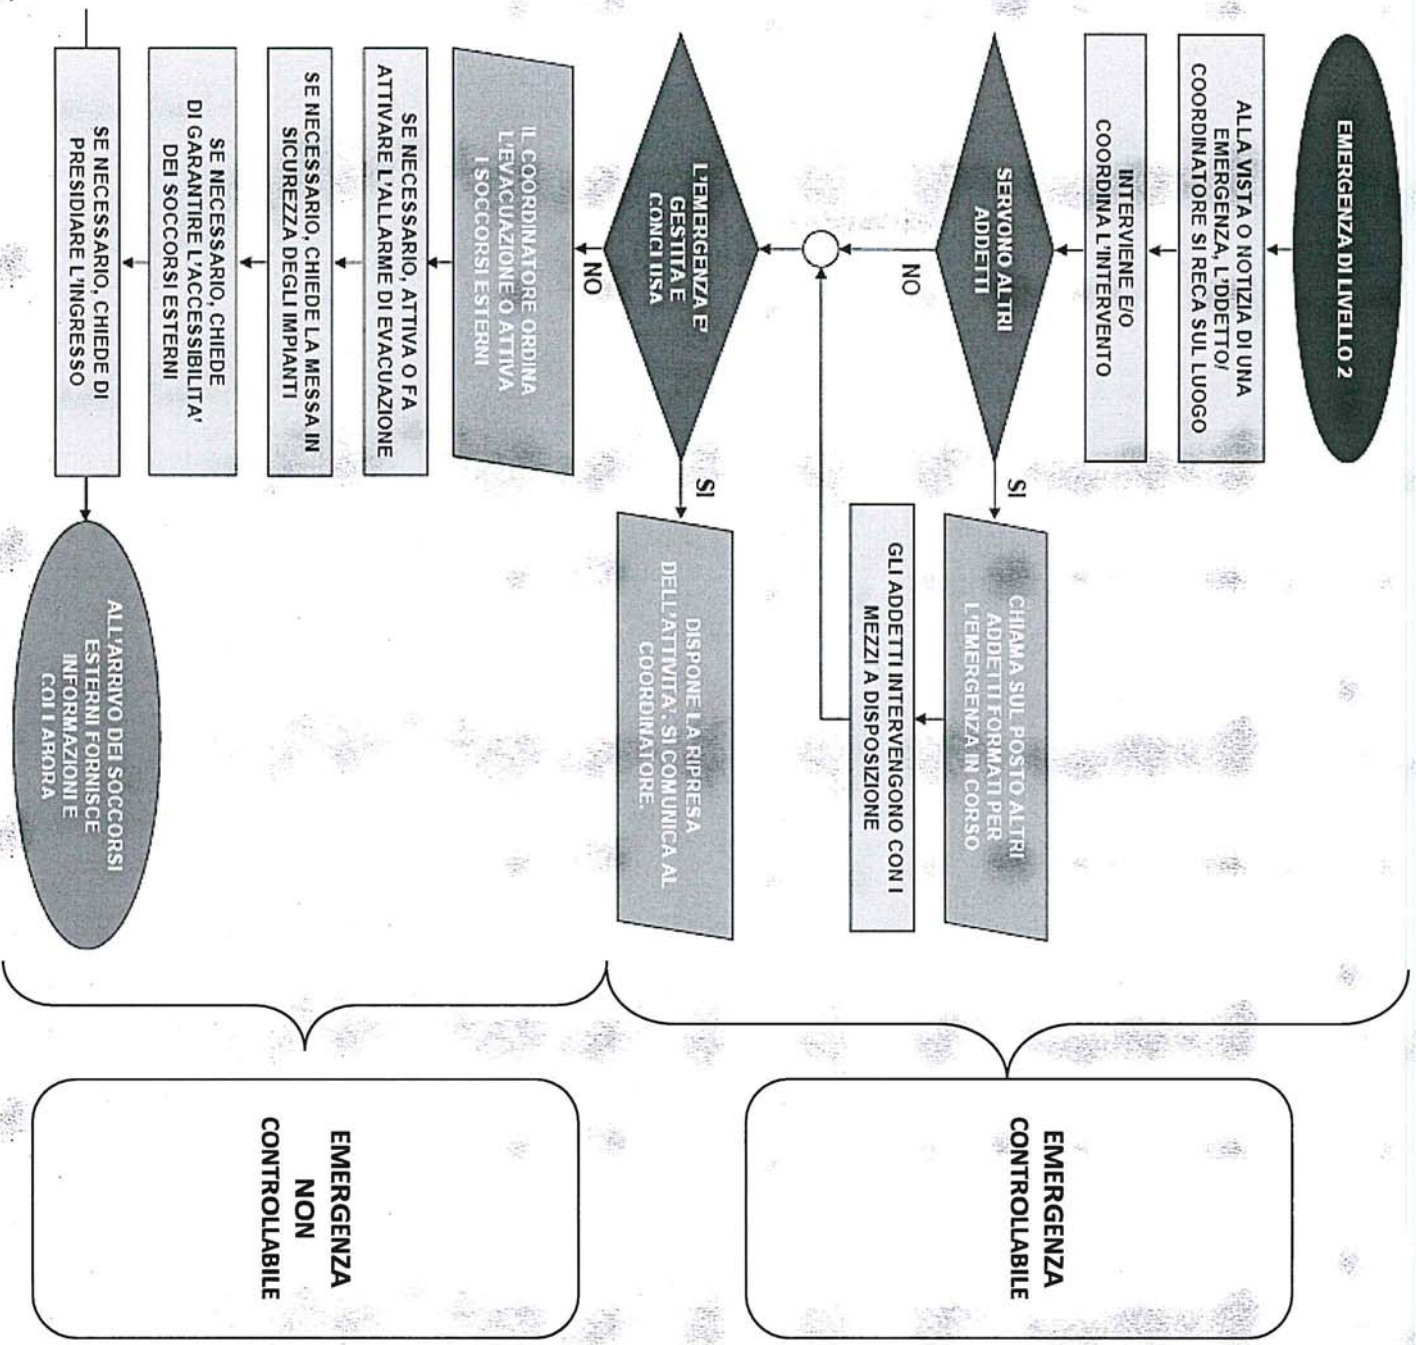 EMERGENZA DI LIVELLO 2
ALLA VISTA O NOTIZIA DI UNA
EMERGENZA, L'ODETTO/
COORDINATORE SI RECA SUL LUOGO
INTERVIENE E/O
COORDINA L'INTERVENTO
SERVONO ALTRI
ADDETTI
SI
CHIAMA SUL POSTO ALTRI
ADDETTI FORMATI PER
L'EMERGENZA IN CORSO
GLI ADDETTI INTERVENGONO CON I
MEZZI A DISPOSIZIONE
NO
L'EMERGENZA E'
GESTITA E
CONCLUSA
SI
DISPONE LA RIPRESA
DELL'ATTIVITA'. SI COMUNICA AL
COORDINATORE.
NO
IL COORDINATORE ORDINA
L'EVACUAZIONE O ATTIVA
I SOCCORSI ESTERNI
SE NECESSARIO, ATTIVA O FA
ATTIVARE L'ALLARME DI EVACUAZIONE
SE NECESSARIO, CHIEDE LA MESSA IN
SICUREZZA DEGLI IMPIANTI
SE NECESSARIO, CHIEDE
DI GARANTIRE L'ACCESSIBILITA'
DEI SOCCORSI ESTERNI
SE NECESSARIO, CHIEDE DI
PRESIDIARE L'INGRESSO
ALL'ARRIVO DEI SOCCORSI
ESTERNI FORNISCE
INFORMAZIONI E
COLLABORA
EMERGENZA
CONTROLLABILE
EMERGENZA
NON
CONTROLLABILE